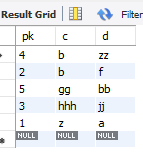 Result Grid Filter
pk c d
4 b zz
2 b f
5 gg bb
3 hhh jj
1 z a
NULL NULL NULL